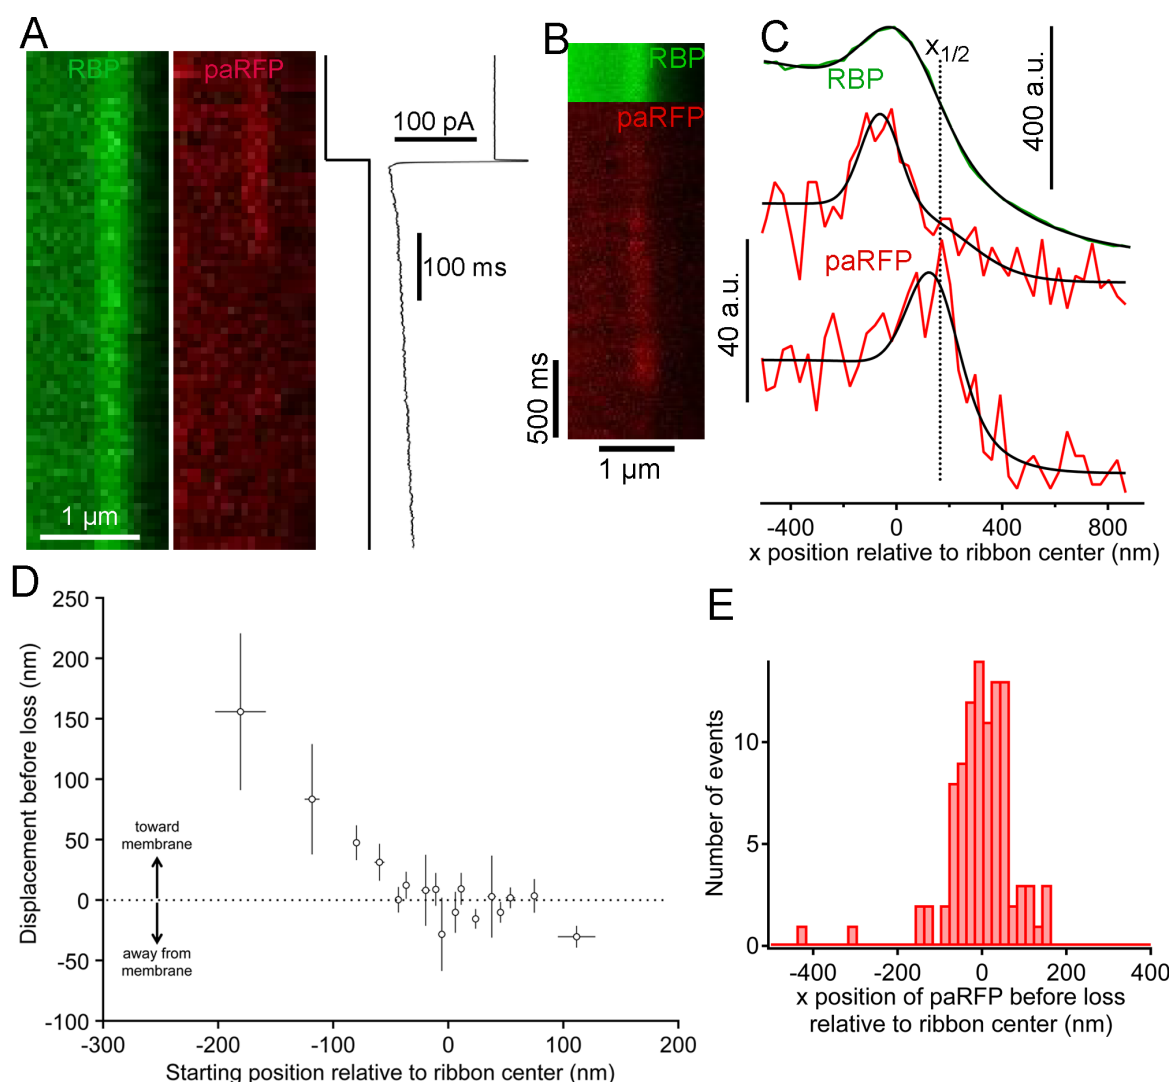 A
RBP
paRFP
100 pA
100 ms
1 µm
B
RBP
paRFP
500 ms
1 µm
C
x1/2
RBP
400 a.u.
paRFP
40 a.u.
-400
0
400
800
x position relative to ribbon center (nm)
D
250
200
150
100
50
0
-50
-100
Displacement before loss (nm)
toward
membrane
away from
membrane
-300
-200
-100
0
100
200
Starting position relative to ribbon center (nm)
E
10
5
0
Number of events
-400
-200
0
200
400
x position of paRFP before loss
relative to ribbon center (nm)